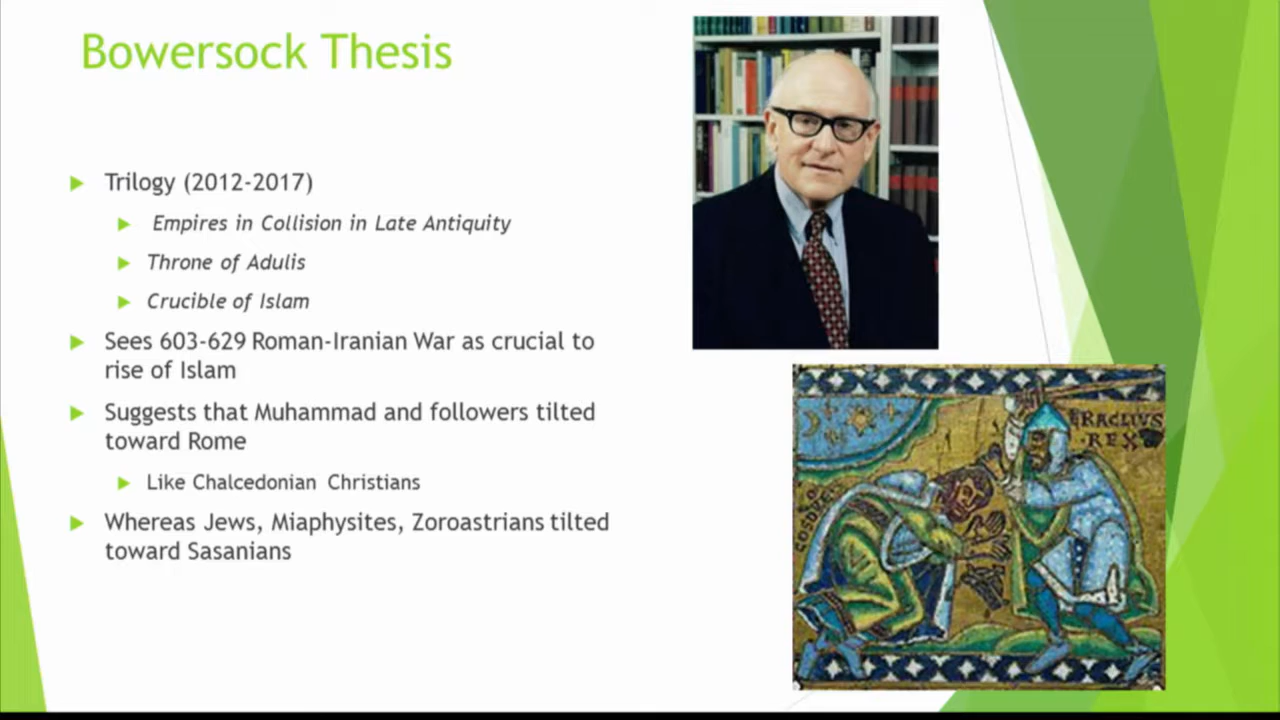 Bowersock Thesis
Trilogy (2012-2017)
Empires in Collision in Late Antiquity
Throne of Adulis
Crucible of Islam
Sees 603-629 Roman-Iranian War as crucial to
rise of Islam
Suggests that Muhammad and followers tilted
toward Rome
Like Chalcedonian Christians
Whereas Jews, Miaphysites, Zoroastrians tilted
toward Sasanians
ERACLIVS
REX